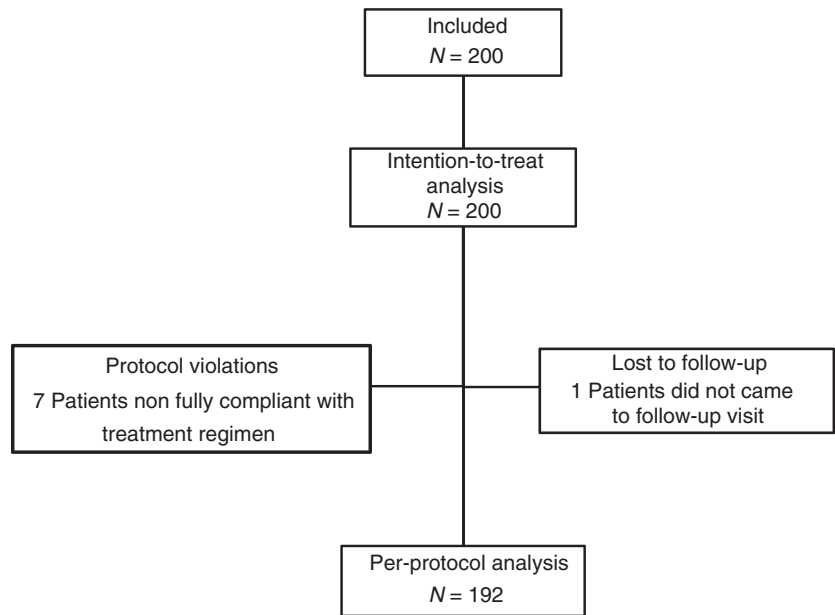 Included
N = 200
Intention-to-treat
analysis
N = 200
Protocol violations
7 Patients non fully compliant with
treatment regimen
Lost to follow-up
1 Patients did not came
to follow-up visit
Per-protocol analysis
N = 192